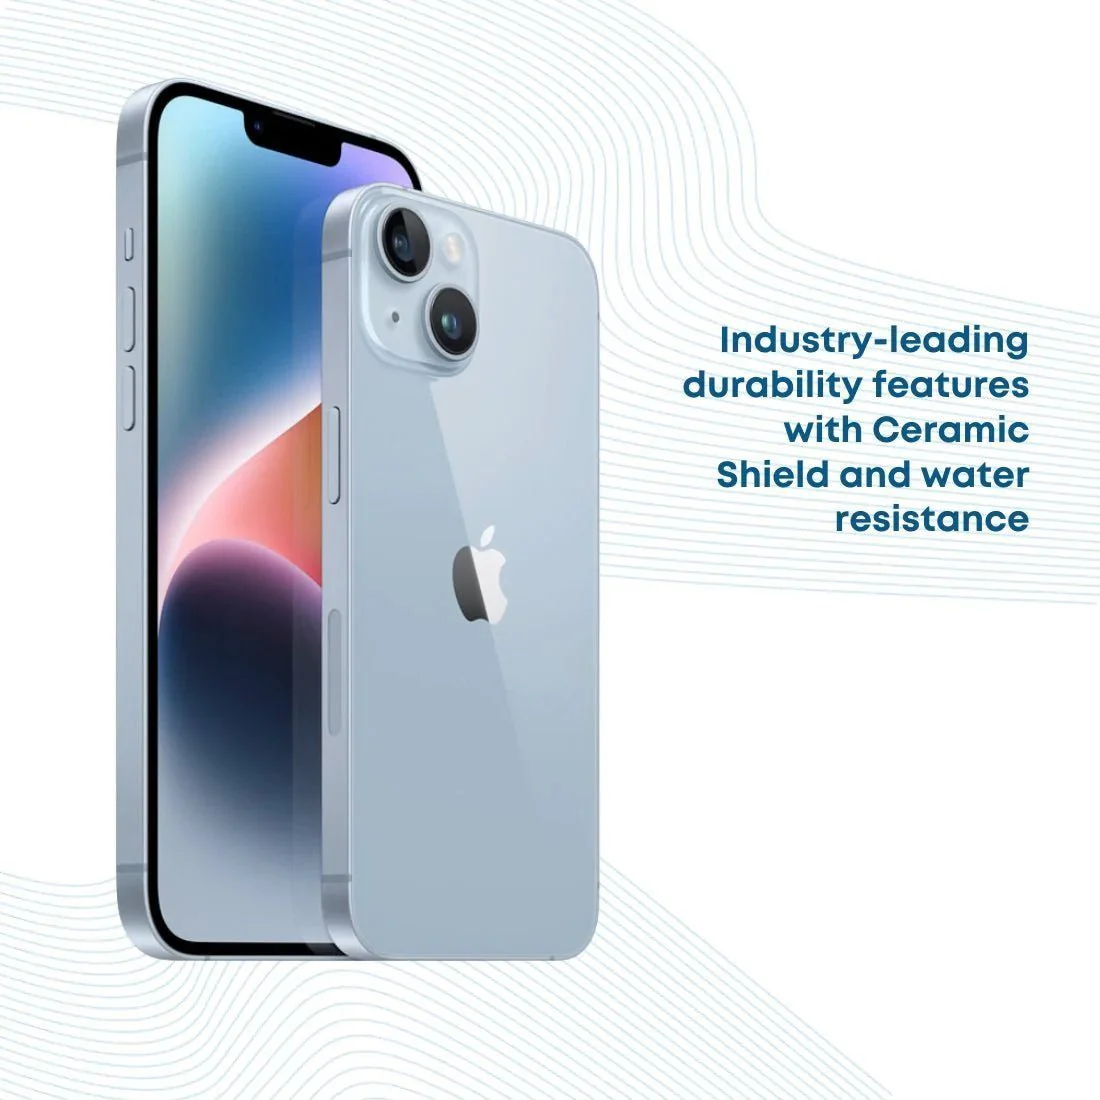 Industry-leading
durability features
with Ceramic
Shield and water
resistance